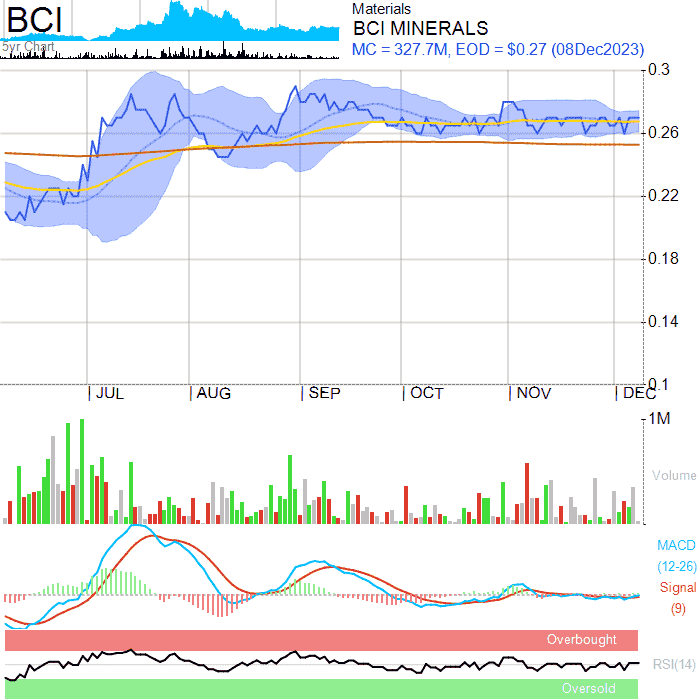 BCI
5yr Chart
Materials
BCI MINERALS
MC = 327.7M, EOD = $0.27 (08Dec2023)
0.3
0.26
0.22
0.18
0.14
0.1
JUL AUG SEP OCT NOV DEC
1M
Volume
MACD
(12-26)
Signal
(9)
Overbought
RSI(14)
Oversold